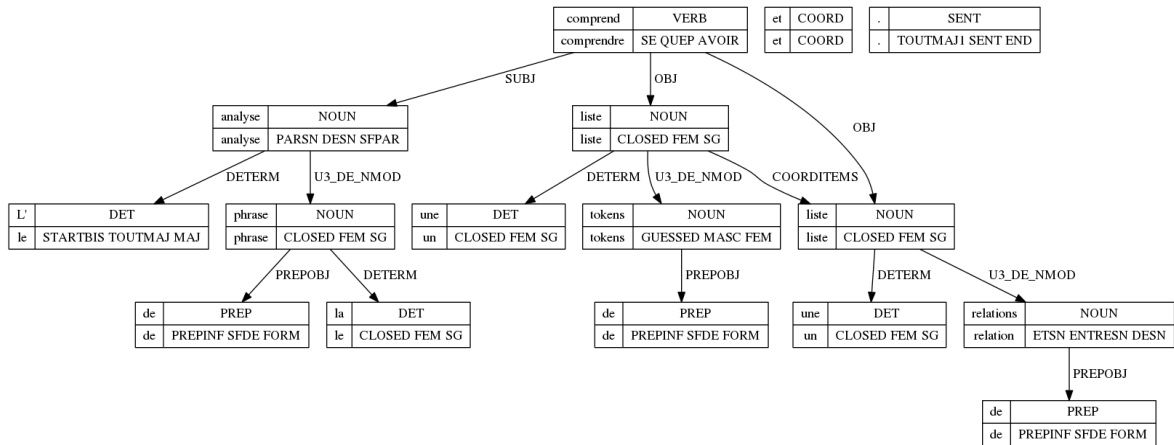 comprend VERB
comprendre SE QUEP AVOIR
et COORD
et COORD
. SENT
. TOUTMAJ1 SENT END
SUBJ
OBJ
OBJ
analyse NOUN
analyse PARSN DESN SFPAR
liste NOUN
liste CLOSED FEM SG
DETERM
U3_DE_NMOD
DETERM
U3_DE_NMOD
COORDITEMS
L' DET
le STARTBIS TOUTMAJ MAJ
phrase NOUN
phrase CLOSED FEM SG
une DET
un CLOSED FEM SG
tokens NOUN
tokens GUESSED MASC FEM
liste NOUN
liste CLOSED FEM SG
PREPOBJ
DETERM
PREPOBJ
DETERM
U3_DE_NMOD
de PREP
de PREPINF SFDE FORM
la DET
le CLOSED FEM SG
de PREP
de PREPINF SFDE FORM
une DET
un CLOSED FEM SG
relations NOUN
relation ETSN ENTRESN DESN
PREPOBJ
de PREP
de PREPINF SFDE FORM